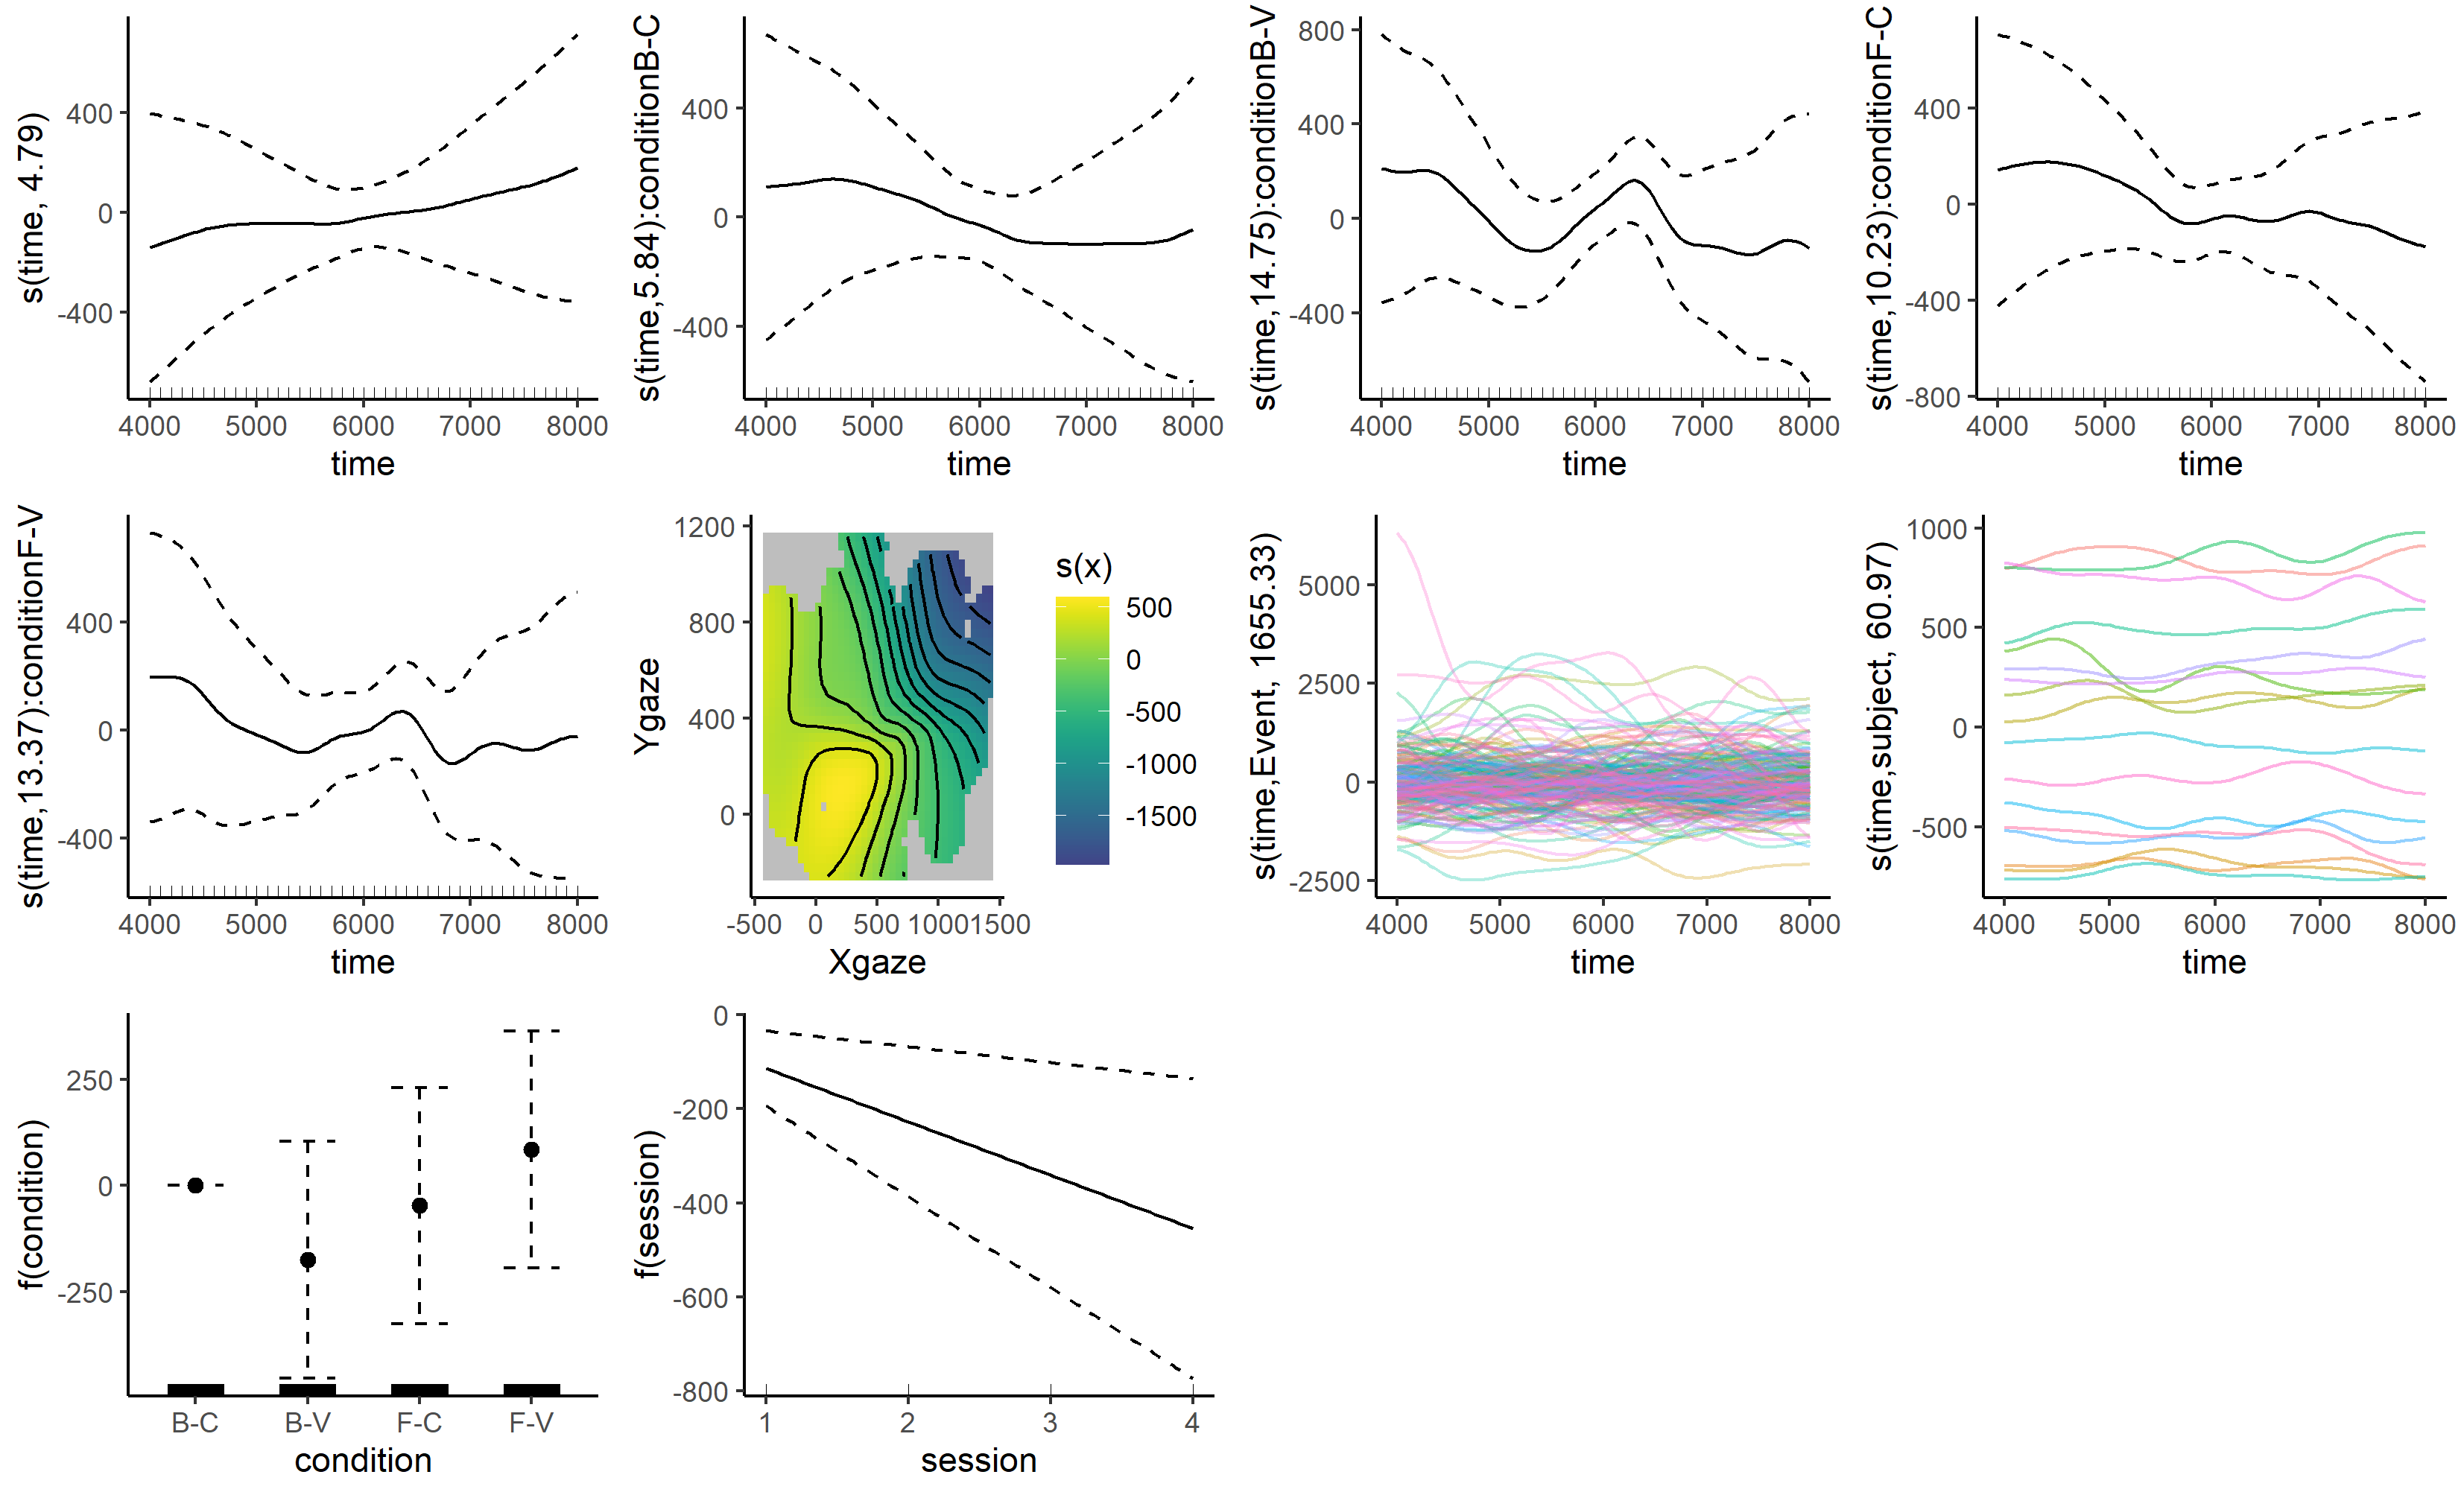 s(time, 4.79)
400
0
-400
4000 5000 6000 7000 8000
time
s(time,5.84):conditionB-C
400
0
-400
4000 5000 6000 7000 8000
time
s(time,14.75):conditionB-V
800
400
0
-400
4000 5000 6000 7000 8000
time
s(time,10.23):conditionF-C
400
0
-400
-800
4000 5000 6000 7000 8000
time
s(time,13.37):conditionF-V
400
0
-400
4000 5000 6000 7000 8000
time
Ygaze
1200
800
400
0
-500 0 500 1000 1500
Xgaze
s(x)
500
0
-500
-1000
-1500
s(time,Event, 1655.33)
5000
2500
0
-2500
4000 5000 6000 7000 8000
time
s(time,subject, 60.97)
1000
500
0
-500
4000 5000 6000 7000 8000
time
f(condition)
250
0
-250
B-C B-V F-C F-V
condition
f(session)
0
-200
-400
-600
-800
1 2 3 4
session